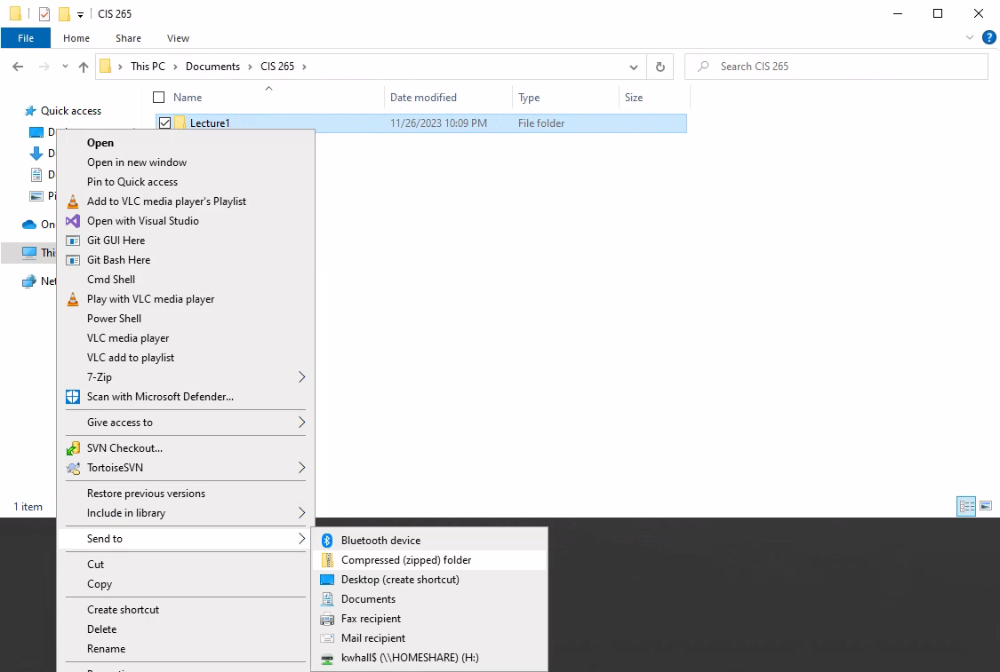 CIS 265
File Home Share View
This PC > Documents > CIS 265 >
Search CIS 265
Name Date modified Type Size
Quick access
Lecture1 11/26/2023 10:09 PM File folder
Open
Open in new window
Pin to Quick access
Add to VLC media player's Playlist
Open with Visual Studio
Git GUI Here
Git Bash Here
Cmd Shell
Play with VLC media player
Power Shell
VLC media player
VLC add to playlist
7-Zip
Scan with Microsoft Defender...
Give access to
SVN Checkout...
TortoiseSVN
Restore previous versions
Include in library
1 item
Send to
Cut
Copy
Create shortcut
Delete
Rename
Bluetooth device
Compressed (zipped) folder
Desktop (create shortcut)
Documents
Fax recipient
Mail recipient
kwhall$ (\\HOMESHARE) (H:)